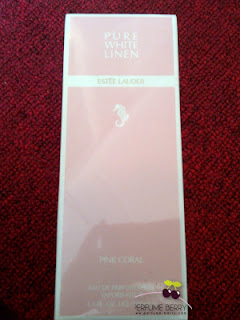 PURE
WHITE
LINEN
ESTĒE LAUDER
PINK CORAL
EAU DE PARFUM
PERFUME BERRY